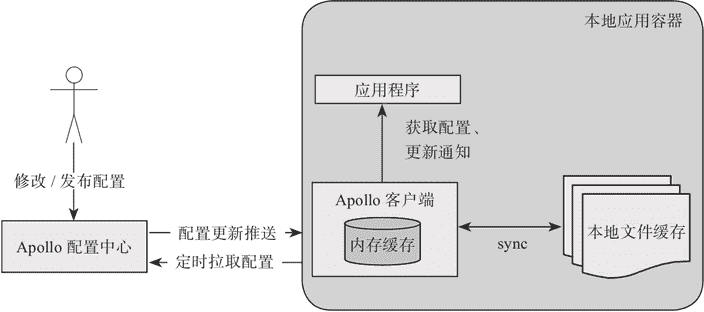 本地应用容器
应用程序
获取配置、
更新通知
修改 / 发布配置
Apollo 客户端
Apollo 配置中心
配置更新推送
内存缓存
本地文件缓存
sync
定时拉取配置